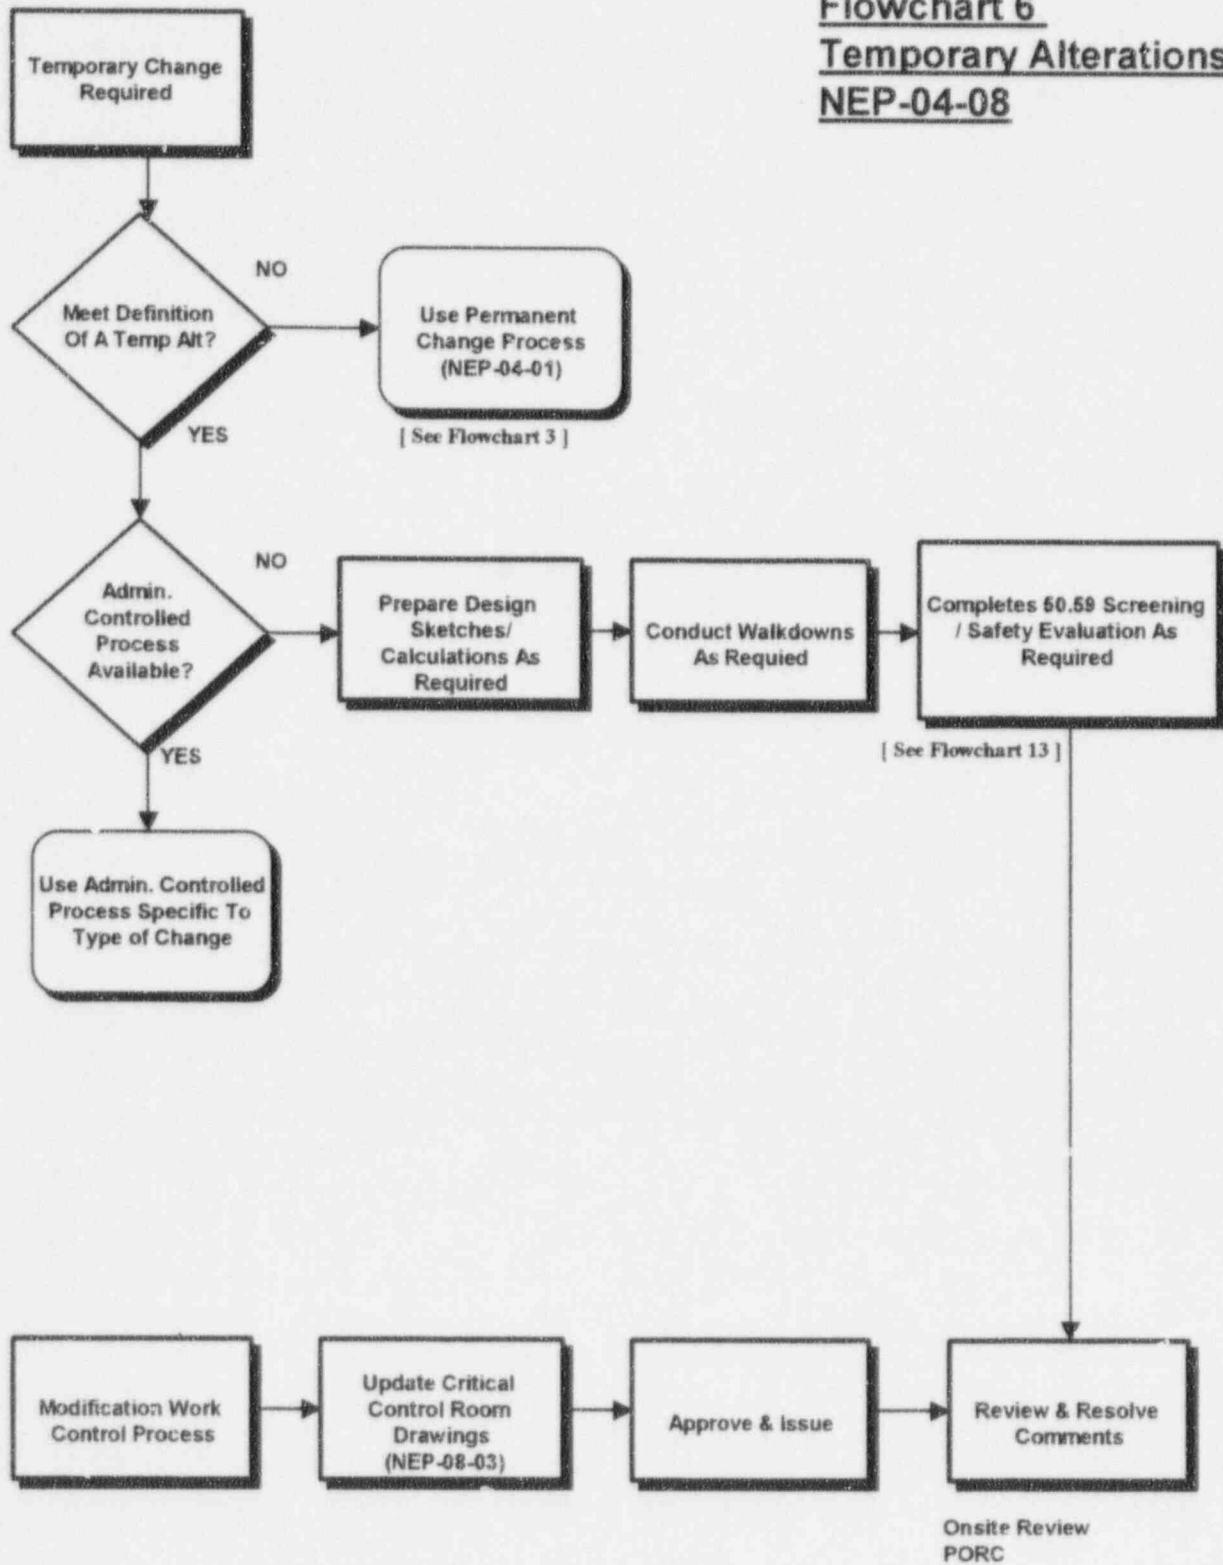 Flowchart 6
Temporary Alterations
NEP-04-08
Temporary Change
Required
Meet Definition
Of A Temp Alt?
NO
YES
Use Permanent
Change Process
(NEP-04-01)
[ See Flowchart 3 ]
Admin.
Controlled
Process
Available?
NO
YES
Prepare Design
Sketches/
Calculations As
Required
Conduct Walkdowns
As Requied
Completes 50.59 Screening
/ Safety Evaluation As
Required
[ See Flowchart 13 ]
Use Admin. Controlled
Process Specific To
Type of Change
Modification Work
Control Process
Update Critical
Control Room
Drawings
(NEP-08-03)
Approve & issue
Review & Resolve
Comments
Onsite Review
PORC